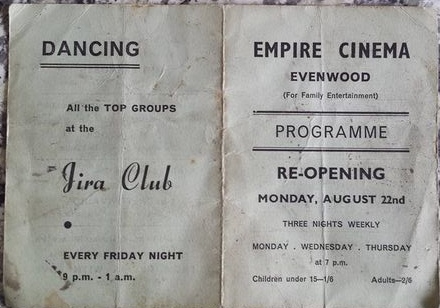 DANCING
All the TOP GROUPS
at the
Jira Club
EVERY FRIDAY NIGHT
9 p.m. - 1 a.m.
EMPIRE CINEMA
EVENWOOD
(For Family Entertainment)
PROGRAMME
RE-OPENING
MONDAY, AUGUST 22nd
THREE NIGHTS WEEKLY
MONDAY . WEDNESDAY . THURSDAY
at 7 p.m.
Children under 15—1/6 Adults—2/6